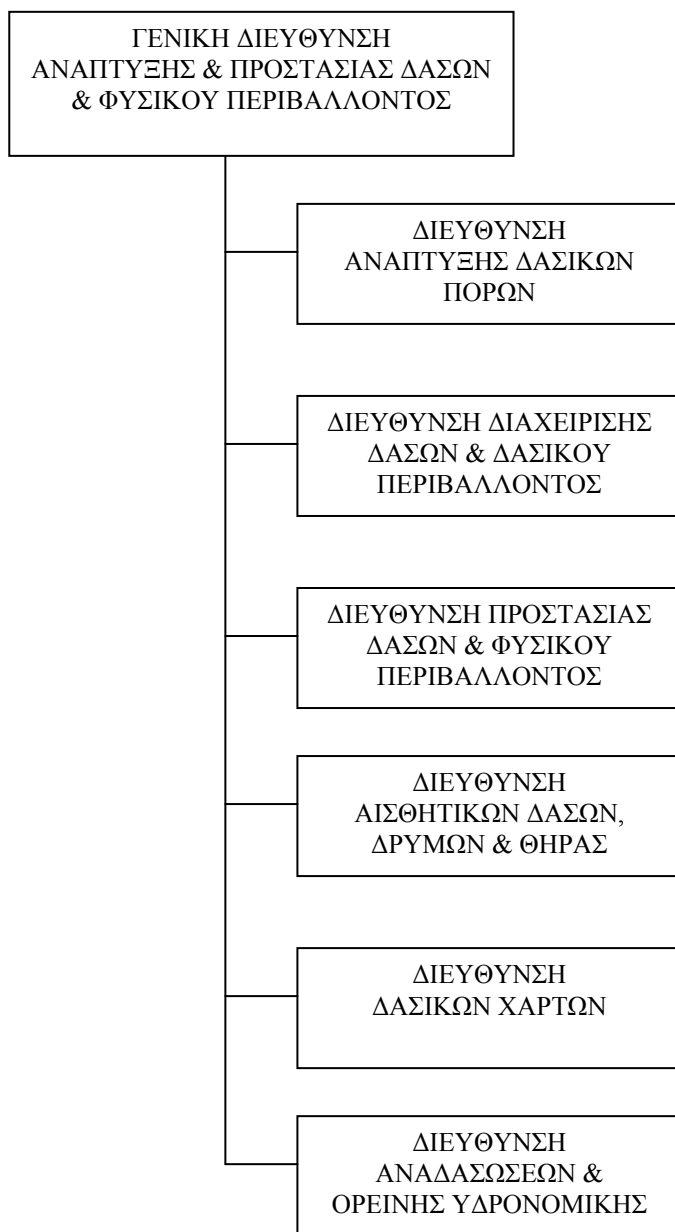 ΓΕΝΙΚΗ ΔΙΕΥΘΥΝΣΗ
ΑΝΑΠΤΥΞΗΣ & ΠΡΟΣΤΑΣΙΑΣ ΔΑΣΩΝ
& ΦΥΣΙΚΟΥ ΠΕΡΙΒΑΛΛΟΝΤΟΣ
ΔΙΕΥΘΥΝΣΗ
ΑΝΑΠΤΥΞΗΣ ΔΑΣΙΚΩΝ
ΠΟΡΩΝ
ΔΙΕΥΘΥΝΣΗ ΔΙΑΧΕΙΡΙΣΗΣ
ΔΑΣΩΝ & ΔΑΣΙΚΟΥ
ΠΕΡΙΒΑΛΛΟΝΤΟΣ
ΔΙΕΥΘΥΝΣΗ ΠΡΟΣΤΑΣΙΑΣ
ΔΑΣΩΝ & ΦΥΣΙΚΟΥ
ΠΕΡΙΒΑΛΛΟΝΤΟΣ
ΔΙΕΥΘΥΝΣΗ
ΑΙΣΘΗΤΙΚΩΝ ΔΑΣΩΝ,
ΔΡΥΜΩΝ & ΘΗΡΑΣ
ΔΙΕΥΘΥΝΣΗ
ΔΑΣΙΚΩΝ ΧΑΡΤΩΝ
ΔΙΕΥΘΥΝΣΗ
ΑΝΑΔΑΣΩΣΕΩΝ &
ΟΡΕΙΝΗΣ ΥΔΡΟΝΟΜΙΚΗΣ